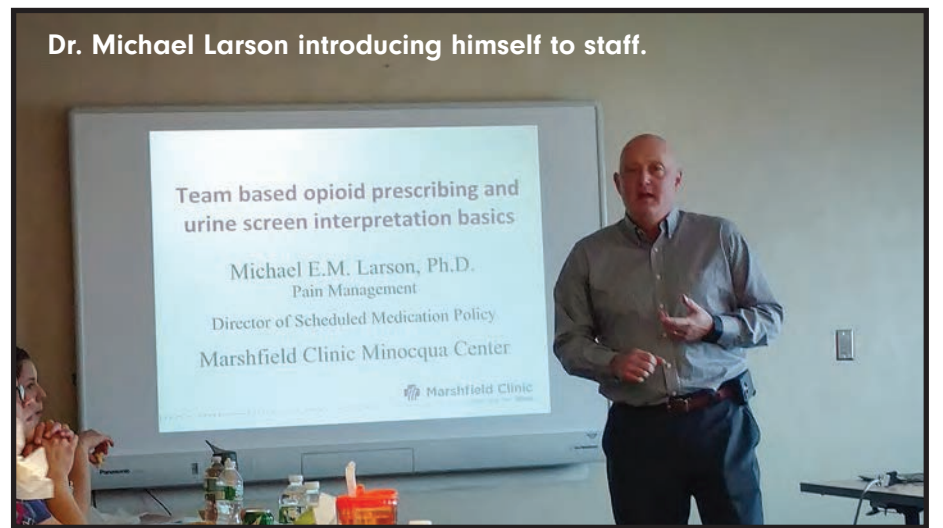 Dr. Michael Larson introducing himself to staff.
Team based opioid prescribing and
urine screen interpretation basics
Michael E.M. Larson, Ph.D.
Pain Management
Director of Scheduled Medication Policy
Marshfield Clinic Minocqua Center
Marshfield Clinic
Panasonic